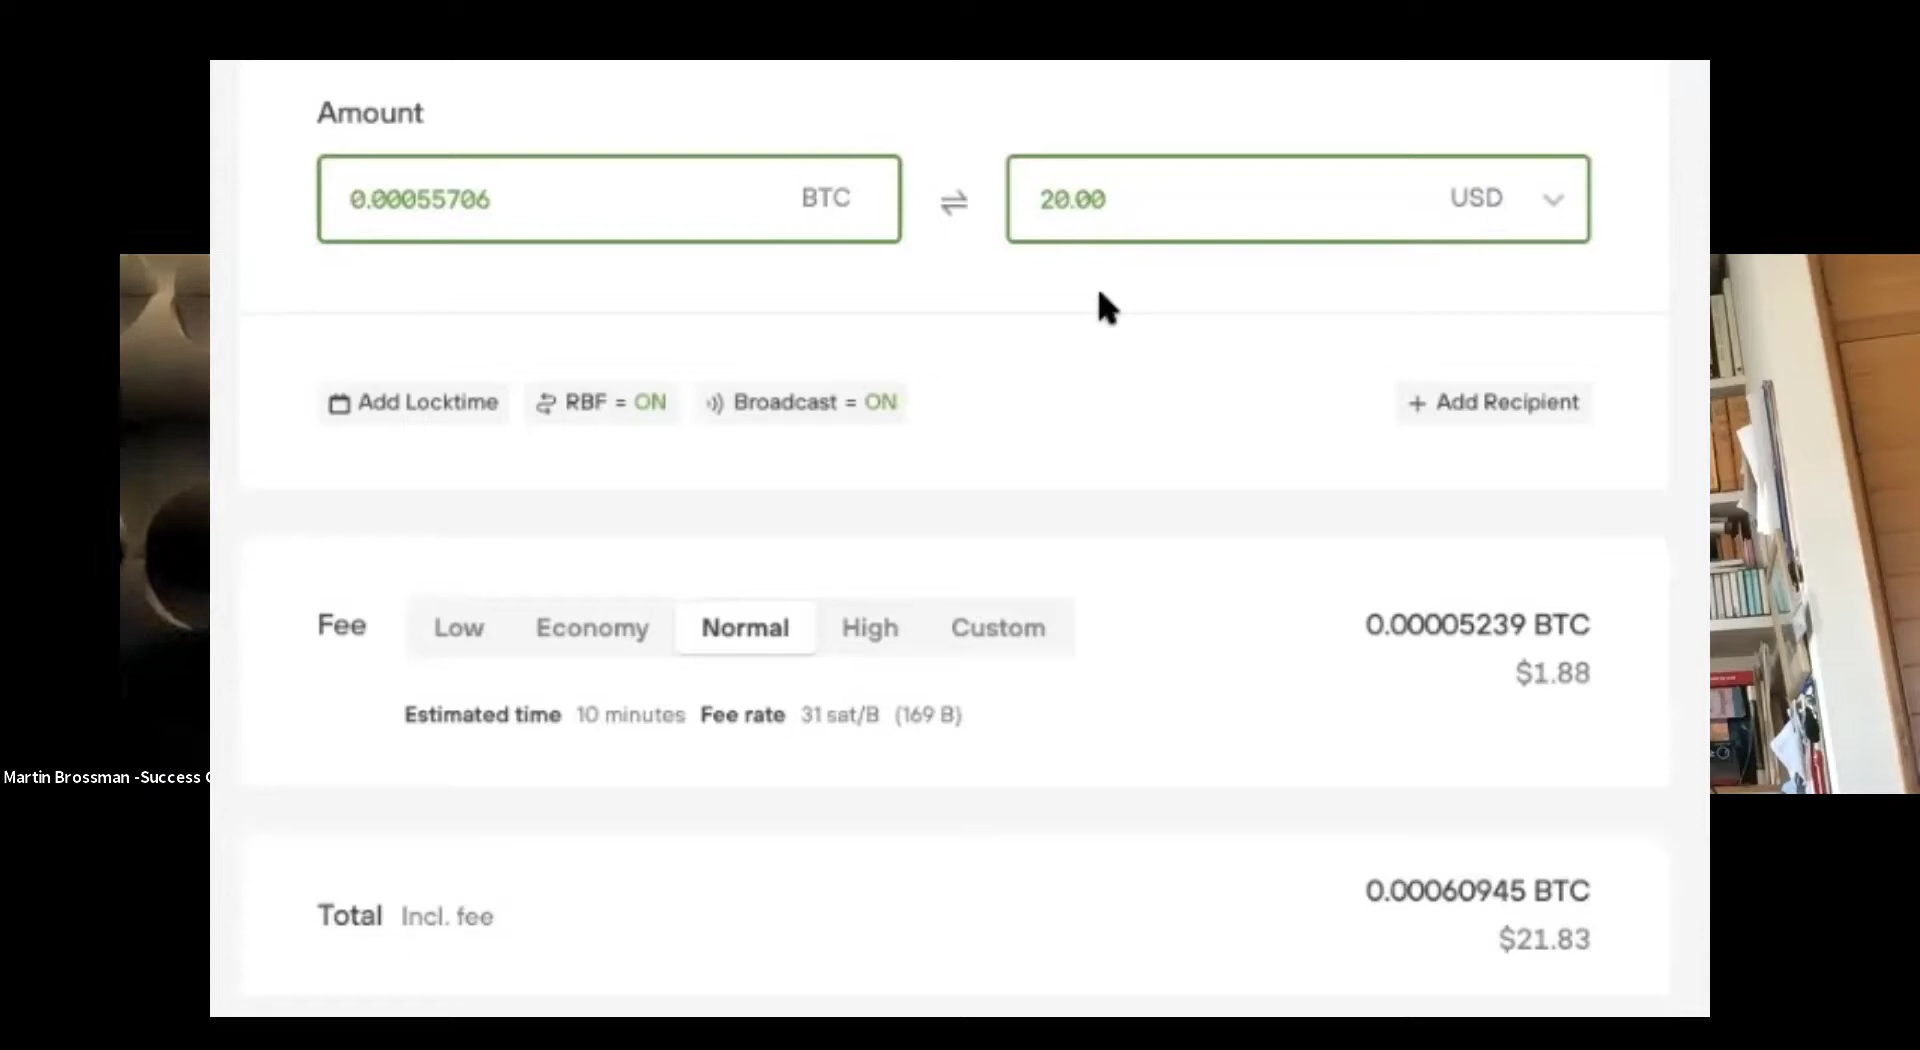 Amount
0.00055706 BTC
20.00 USD
Add Locktime
RBF = ON
Broadcast = ON
+ Add Recipient
Fee
Low
Economy
Normal
High
Custom
0.00005239 BTC
$1.88
Estimated time 10 minutes Fee rate 31 sat/B (169 B)
Martin Brossman -Success
Total Incl. fee
0.00060945 BTC
$21.83